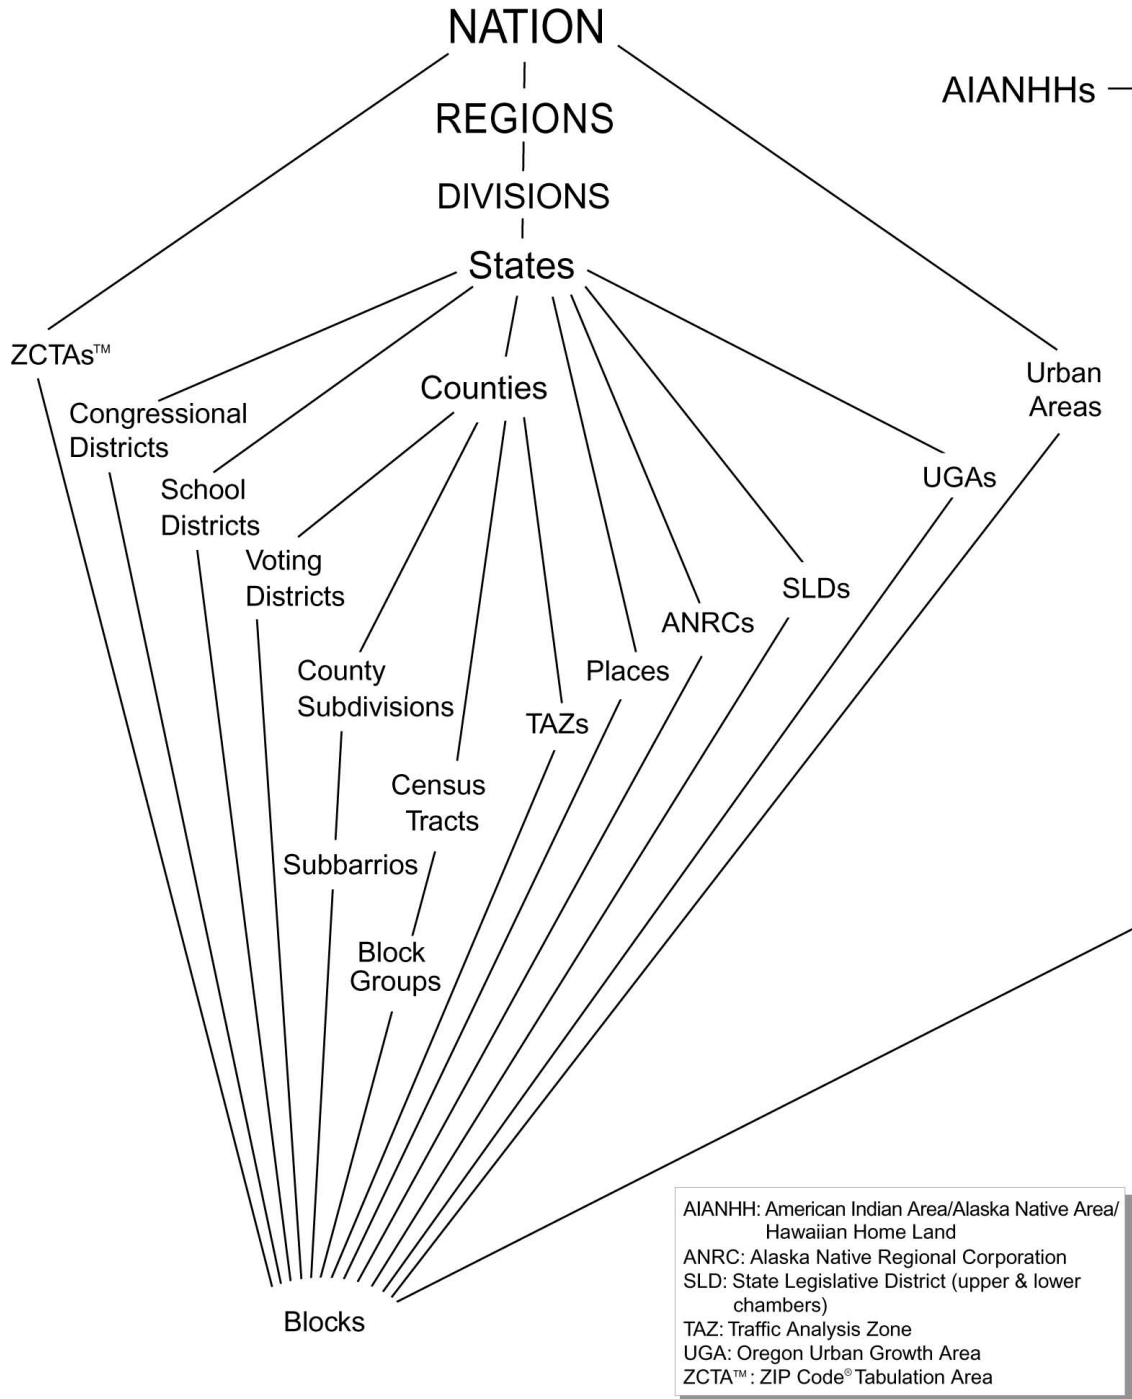 NATION
AIANHHs
REGIONS
DIVISIONS
States
ZCTAs™
Urban
Areas
Counties
Congressional
Districts
UGAs
School
Districts
Voting
Districts
SLDs
ANRCs
County
Subdivisions
Places
TAZs
Census
Tracts
Subbarrios
Block
Groups
Blocks
AIANHH: American Indian Area/Alaska Native Area/
Hawaiian Home Land
ANRC: Alaska Native Regional Corporation
SLD: State Legislative District (upper & lower
chambers)
TAZ: Traffic Analysis Zone
UGA: Oregon Urban Growth Area
ZCTA™: ZIP Code® Tabulation Area